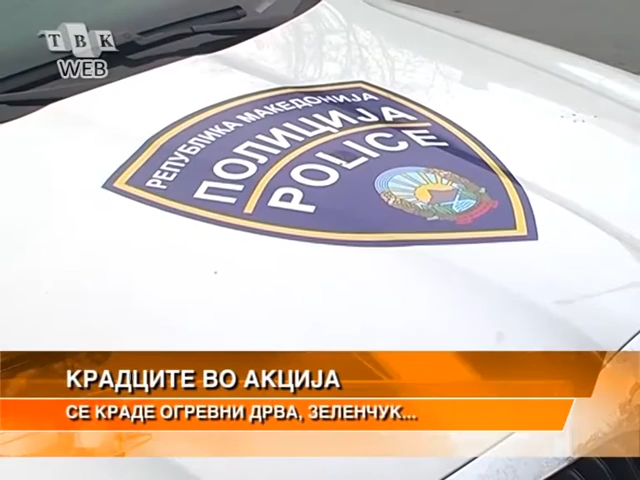 ТВК
WEB
РЕПУБЛИКА МАКЕДОНИЈА
ПОЛИЦИЈА
POLICE
КРАДЦИТЕ ВО АКЦИЈА
СЕ КРАДЕ ОГРЕВНИ ДРВА, ЗЕЛЕНЧУК...